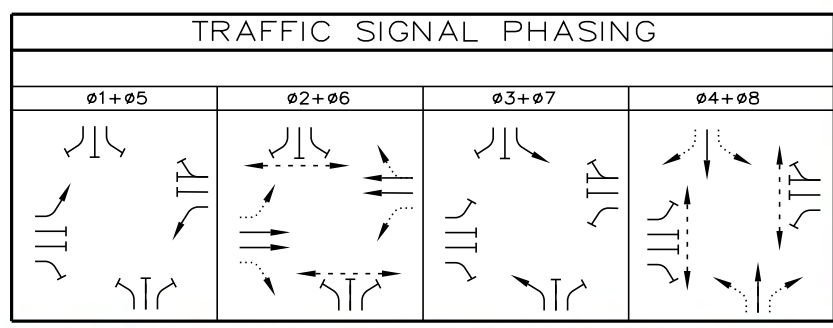 TRAFFIC SIGNAL PHASING
ø1+ø5
ø2+ø6
ø3+ø7
ø4+ø8